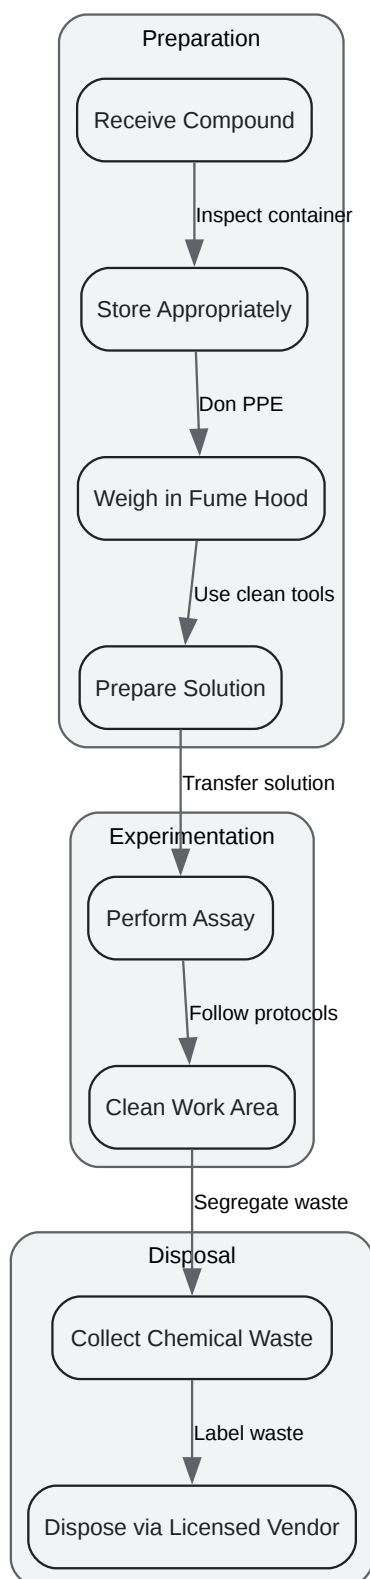 Preparation
Receive Compound
Inspect container
Store Appropriately
Don PPE
Weigh in Fume Hood
Use clean tools
Prepare Solution
Transfer solution
Experimentation
Perform Assay
Follow protocols
Clean Work Area
Segregate waste
Disposal
Collect Chemical Waste
Label waste
Dispose via Licensed Vendor